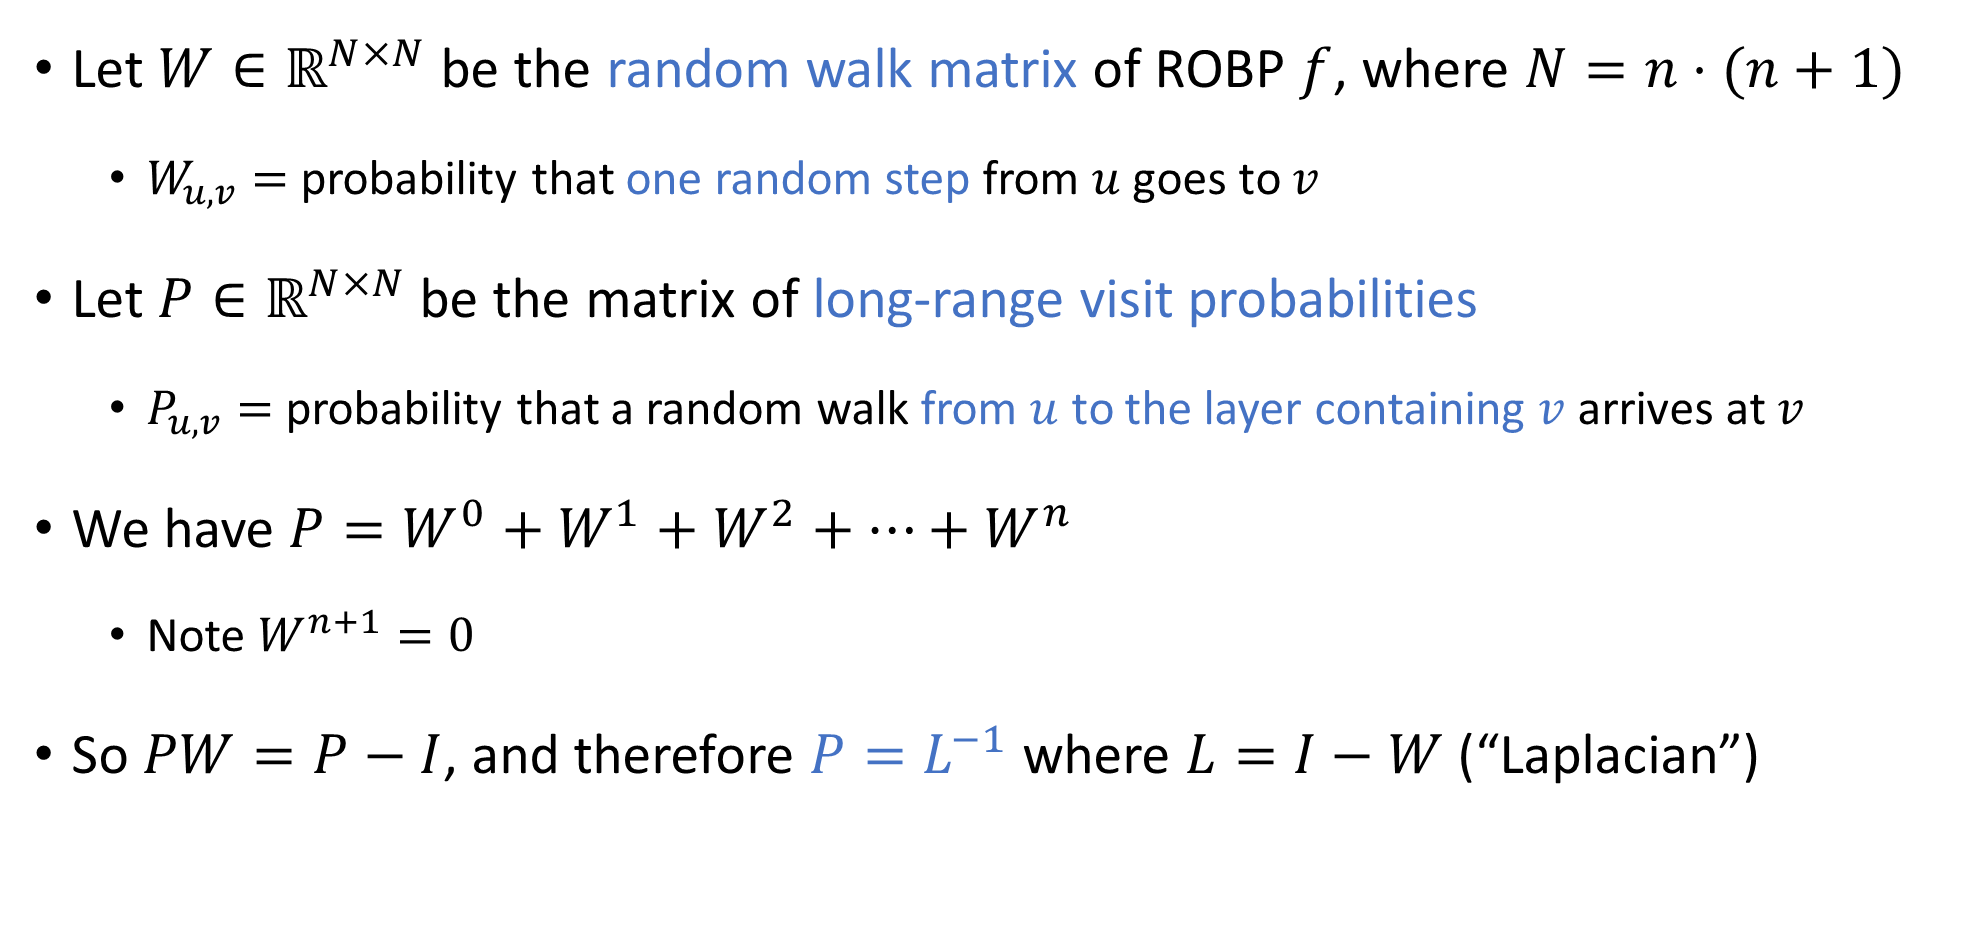 • Let 𝑊 ∈ ℝ^{𝑁×𝑁} be the random walk matrix of ROBP 𝑓, where 𝑁 = 𝑛 · (𝑛 + 1)
• 𝑊_{𝑢,𝑣} = probability that one random step from 𝑢 goes to 𝑣
• Let 𝑃 ∈ ℝ^{𝑁×𝑁} be the matrix of long-range visit probabilities
• 𝑃_{𝑢,𝑣} = probability that a random walk from 𝑢 to the layer containing 𝑣 arrives at 𝑣
• We have 𝑃 = 𝑊^0 + 𝑊^1 + 𝑊^2 + ⋯ + 𝑊^𝑛
• Note 𝑊^{𝑛+1} = 0
• So 𝑃𝑊 = 𝑃 − 𝐼, and therefore 𝑃 = 𝐿^{−1} where 𝐿 = 𝐼 − 𝑊 (“Laplacian”)